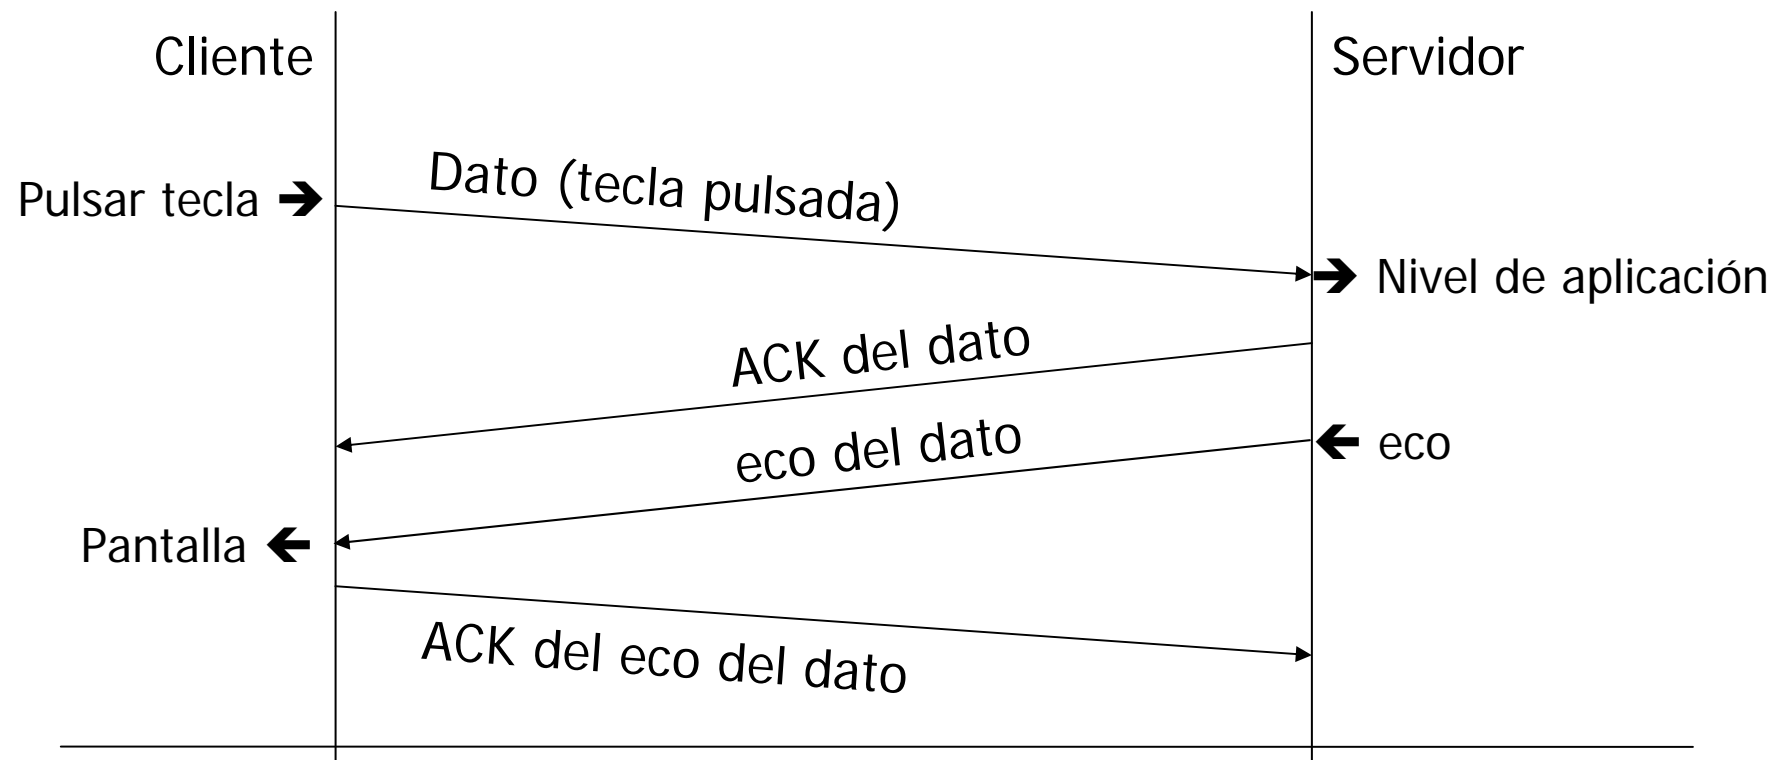 Cliente
Servidor
Dato (tecla pulsada)
Pulsar tecla ➔
➔ Nivel de aplicación
ACK del dato
eco del dato
🡸 eco
Pantalla 🡸
ACK del eco del dato